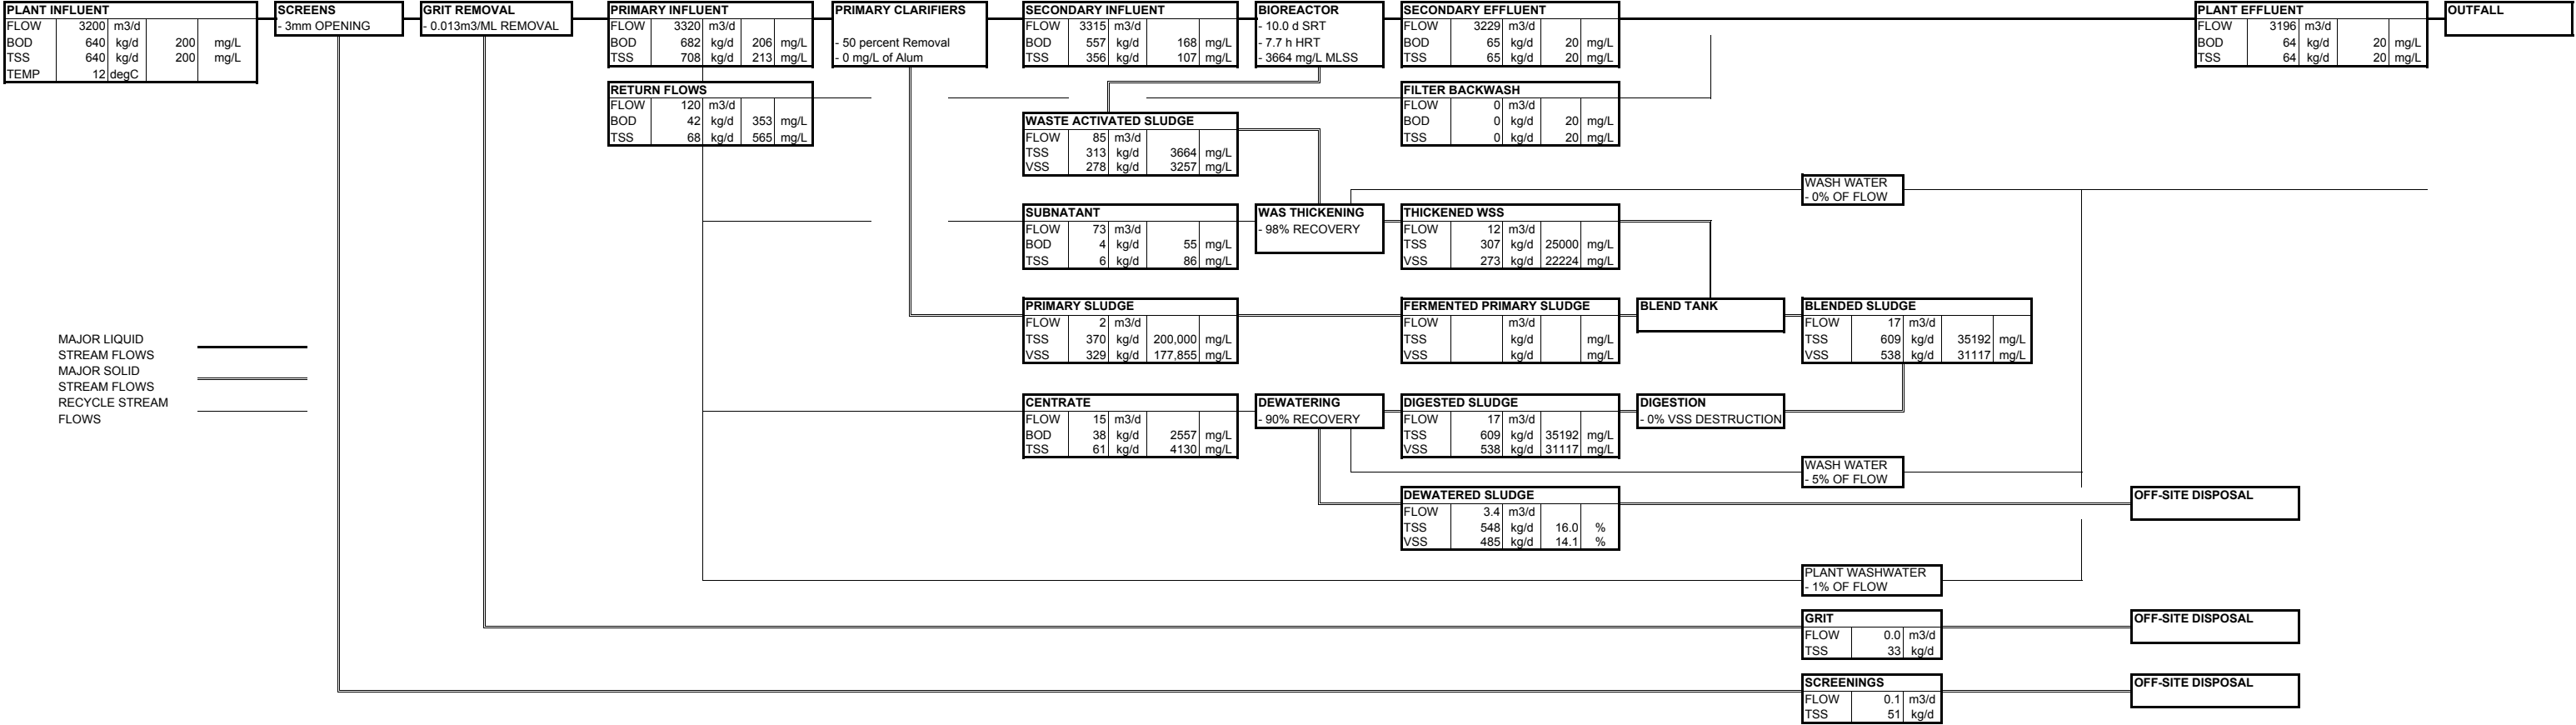 PLANT INFLUENT
FLOW 3200 m3/d
BOD 640 kg/d 200 mg/L
TSS 640 kg/d 200 mg/L
TEMP 12 degC
SCREENS
- 3mm OPENING
GRIT REMOVAL
- 0.013m3/ML REMOVAL
PRIMARY INFLUENT
FLOW 3320 m3/d
BOD 682 kg/d 206 mg/L
TSS 708 kg/d 213 mg/L
PRIMARY CLARIFIERS
- 50 percent Removal
- 0 mg/L of Alum
SECONDARY INFLUENT
FLOW 3315 m3/d
BOD 557 kg/d 168 mg/L
TSS 356 kg/d 107 mg/L
BIOREACTOR
- 10.0 d SRT
- 7.7 h HRT
- 3664 mg/L MLSS
SECONDARY EFFLUENT
FLOW 3229 m3/d
BOD 65 kg/d 20 mg/L
TSS 65 kg/d 20 mg/L
PLANT EFFLUENT
FLOW 3196 m3/d
BOD 64 kg/d 20 mg/L
TSS 64 kg/d 20 mg/L
OUTFALL
RETURN FLOWS
FLOW 120 m3/d
BOD 42 kg/d 353 mg/L
TSS 68 kg/d 565 mg/L
WASTE ACTIVATED SLUDGE
FLOW 85 m3/d
TSS 313 kg/d 3664 mg/L
VSS 278 kg/d 3257 mg/L
FILTER BACKWASH
FLOW 0 m3/d
BOD 0 kg/d 20 mg/L
TSS 0 kg/d 20 mg/L
WASH WATER
- 0% OF FLOW
SUBNATANT
FLOW 73 m3/d
BOD 4 kg/d 55 mg/L
TSS 6 kg/d 86 mg/L
WAS THICKENING
- 98% RECOVERY
THICKENED WSS
FLOW 12 m3/d
TSS 307 kg/d 25000 mg/L
VSS 273 kg/d 22224 mg/L
PRIMARY SLUDGE
FLOW 2 m3/d
TSS 370 kg/d 200,000 mg/L
VSS 329 kg/d 177,855 mg/L
FERMENTED PRIMARY SLUDGE
FLOW m3/d
TSS kg/d mg/L
VSS kg/d mg/L
BLEND TANK
BLENDED SLUDGE
FLOW 17 m3/d
TSS 609 kg/d 35192 mg/L
VSS 538 kg/d 31117 mg/L
MAJOR LIQUID
STREAM FLOWS
MAJOR SOLID
STREAM FLOWS
RECYCLE STREAM
FLOWS
CENTRATE
FLOW 15 m3/d
BOD 38 kg/d 2557 mg/L
TSS 61 kg/d 4130 mg/L
DEWATERING
- 90% RECOVERY
DIGESTED SLUDGE
FLOW 17 m3/d
TSS 609 kg/d 35192 mg/L
VSS 538 kg/d 31117 mg/L
DIGESTION
- 0% VSS DESTRUCTION
WASH WATER
- 5% OF FLOW
DEWATERED SLUDGE
FLOW 3.4 m3/d
TSS 548 kg/d 16.0 %
VSS 485 kg/d 14.1 %
OFF-SITE DISPOSAL
PLANT WASHWATER
- 1% OF FLOW
GRIT
FLOW 0.0 m3/d
TSS 33 kg/d
OFF-SITE DISPOSAL
SCREENINGS
FLOW 0.1 m3/d
TSS 51 kg/d
OFF-SITE DISPOSAL